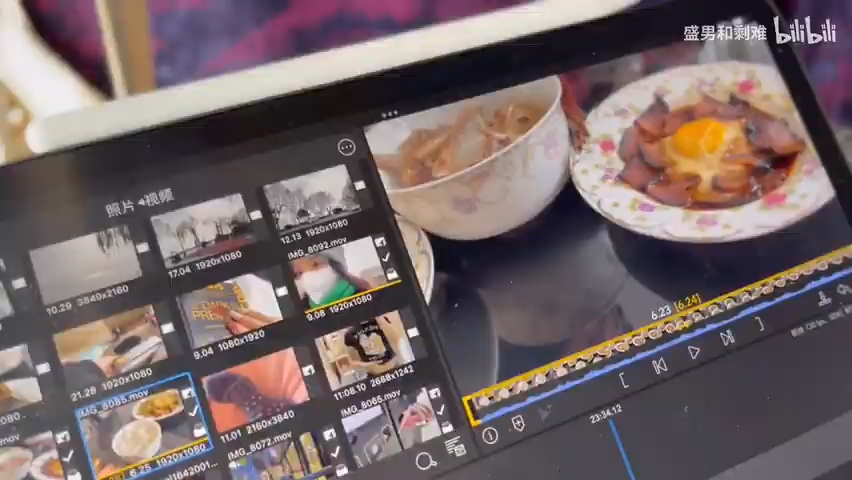 盛男和剩难 bilibili
照片 视频
12.13 1920x1080
17.04 1920x1080
10.29 3840x2160
IMG_8092.mov
9.08 1920x1080
9.04 1080x1920
21.28 1920x1080
11:08.10 2688x1242
IMG_8085.mov
11.01 2160x3840
IMG_8065.mov
6.25 1920x1080
IMG_8072.mov
6.23 [6.24]
23:34.12